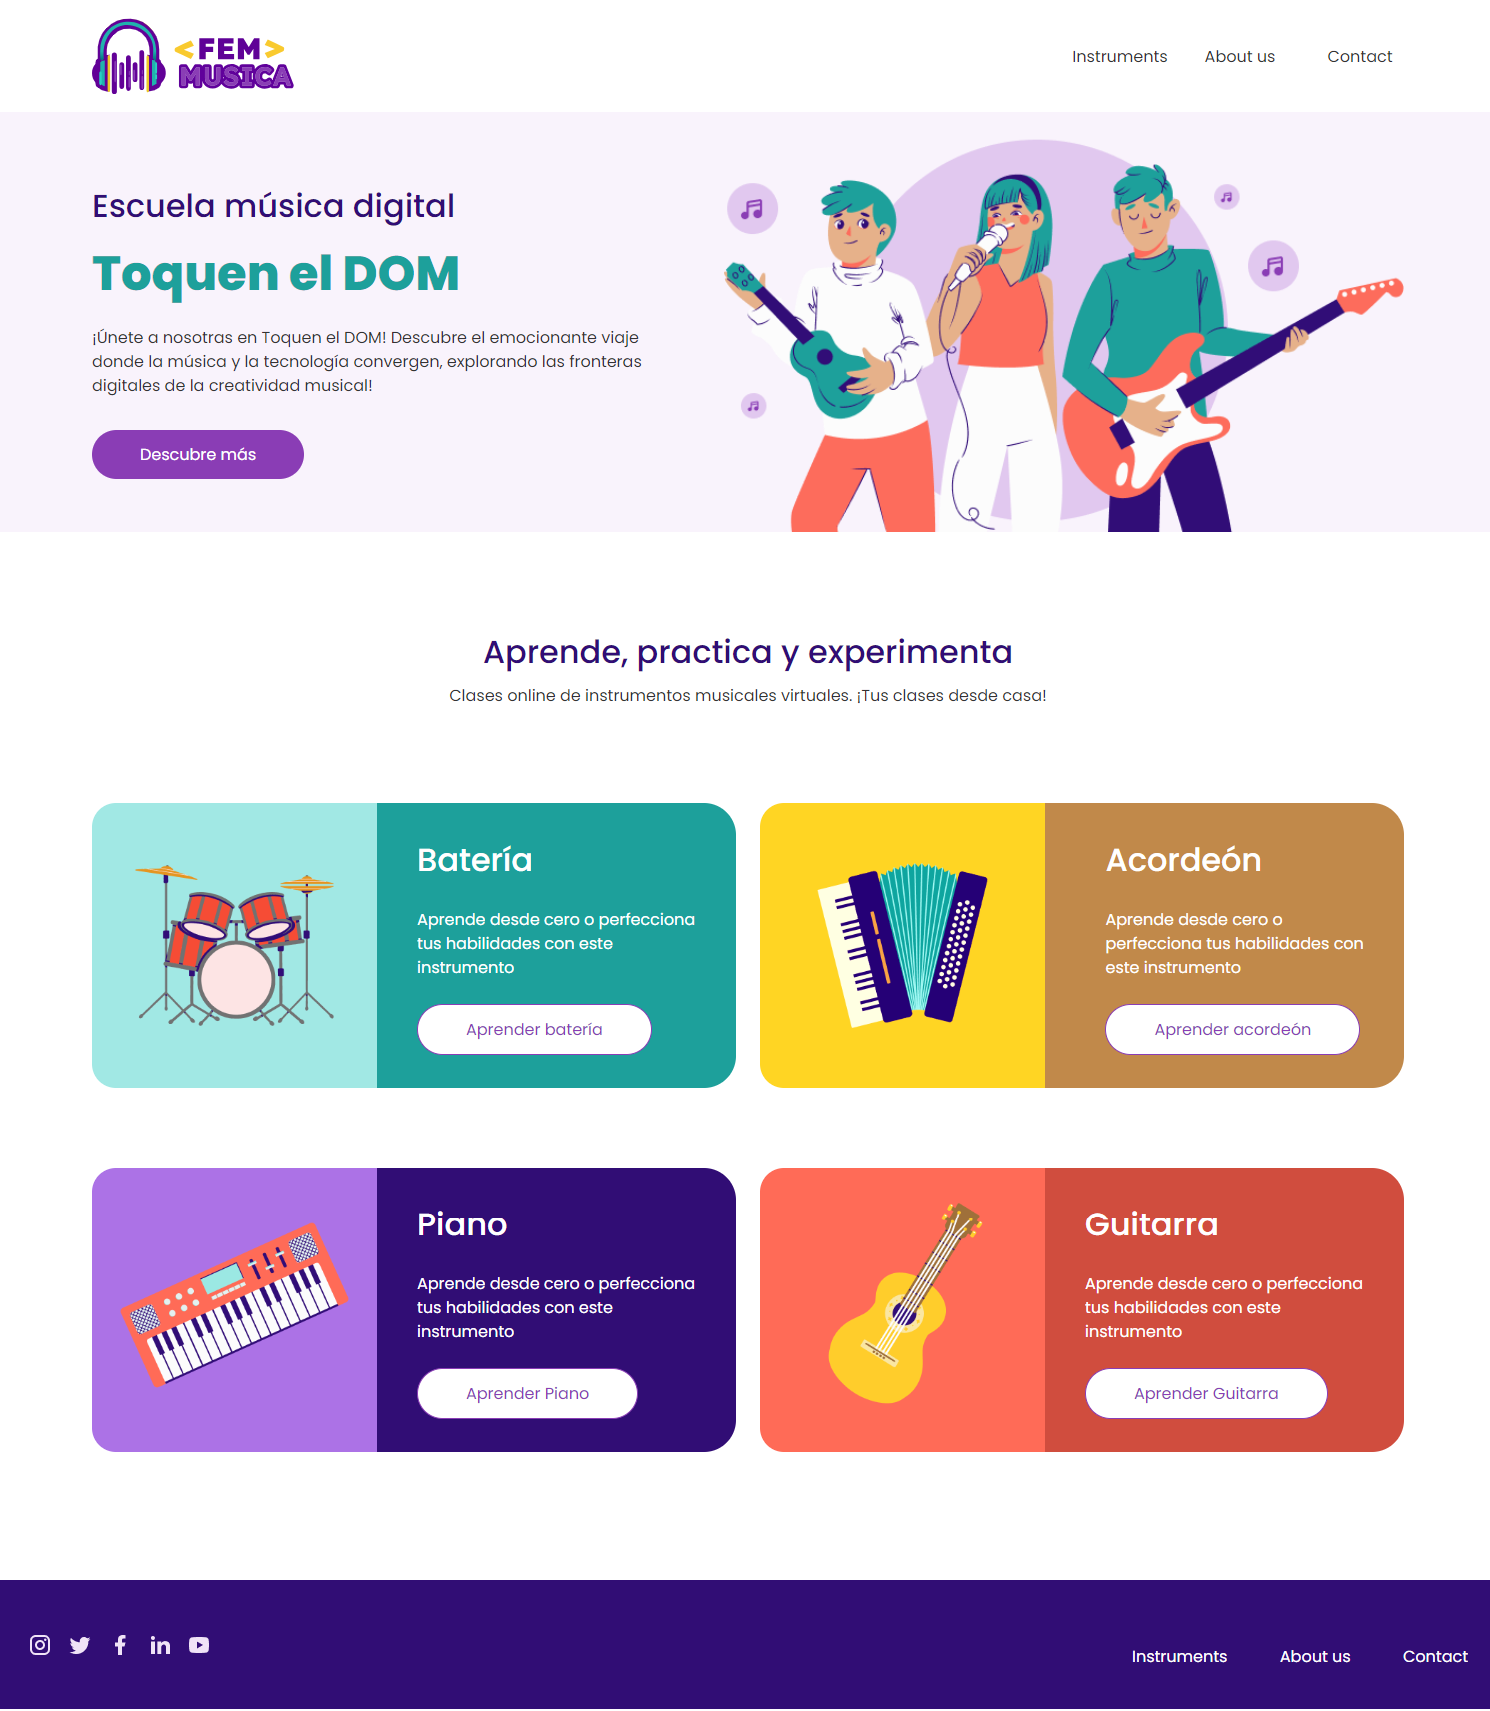 <FEM>
MUSICA
Instruments
About us
Contact
Escuela música digital
Toquen el DOM
¡Únete a nosotras en Toquen el DOM! Descubre el emocionante viaje
donde la música y la tecnología convergen, explorando las fronteras
digitales de la creatividad musical!
Descubre más
Aprende, practica y experimenta
Clases online de instrumentos musicales virtuales. ¡Tus clases desde casa!
Batería
Aprende desde cero o perfecciona
tus habilidades con este
instrumento
Aprender batería
Acordeón
Aprende desde cero o
perfecciona tus habilidades con
este instrumento
Aprender acordeón
Piano
Aprende desde cero o perfecciona
tus habilidades con este
instrumento
Aprender Piano
Guitarra
Aprende desde cero o perfecciona
tus habilidades con este
instrumento
Aprender Guitarra
Instruments
About us
Contact